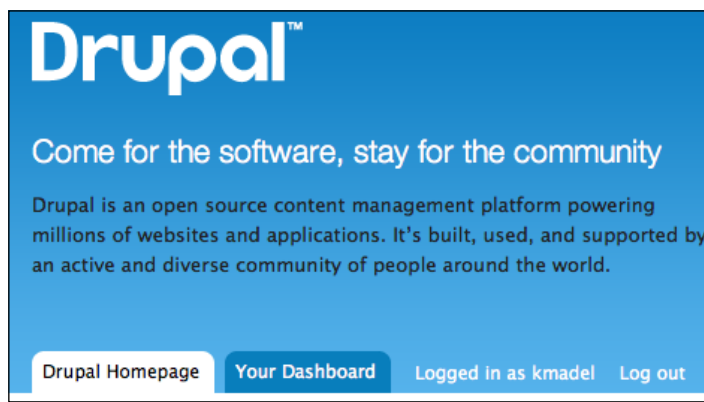 Drupal™
Come for the software, stay for the community
Drupal is an open source content management platform powering
millions of websites and applications. It's built, used, and supported by
an active and diverse community of people around the world.
Drupal Homepage Your Dashboard Logged in as kmadel Log out